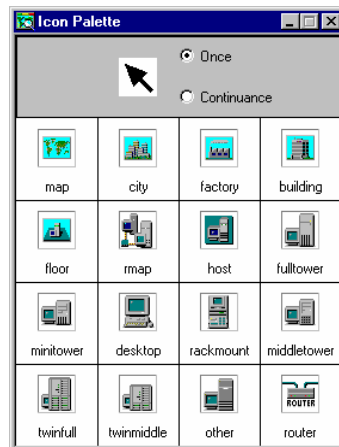 Icon Palette
Once
Continuance
map city factory building
floor rmap host fulltower
minitower desktop rackmount middletower
ROUTER
twinfull twinmiddle other router